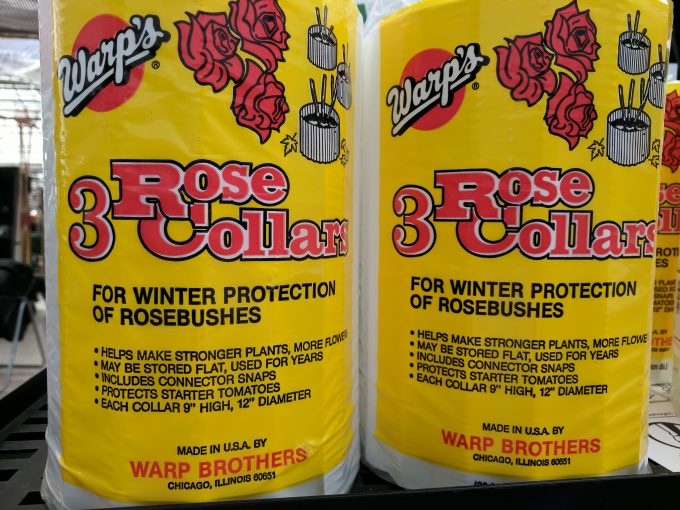 Warp's®
3 Rose
Collars
FOR WINTER PROTECTION
OF ROSEBUSHES
• HELPS MAKE STRONGER PLANTS, MORE FLOWERS
• MAY BE STORED FLAT, USED FOR YEARS
• INCLUDES CONNECTOR SNAPS
• PROTECTS STARTER TOMATOES
• EACH COLLAR 9" HIGH, 12" DIAMETER
MADE IN U.S.A. BY
WARP BROTHERS
CHICAGO, ILLINOIS 60651
Warp's®
3 Rose
Collars
FOR WINTER PROTECTION
OF ROSEBUSHES
• HELPS MAKE STRONGER PLANTS, MORE FLOWE
• MAY BE STORED FLAT, USED FOR YEARS
• INCLUDES CONNECTOR SNAPS
• PROTECTS STARTER TOMATOES
• EACH COLLAR 9" HIGH, 12" DIAMETER
MADE IN U.S.A. BY
WARP BROTHERS
CHICAGO, ILLINOIS 60651